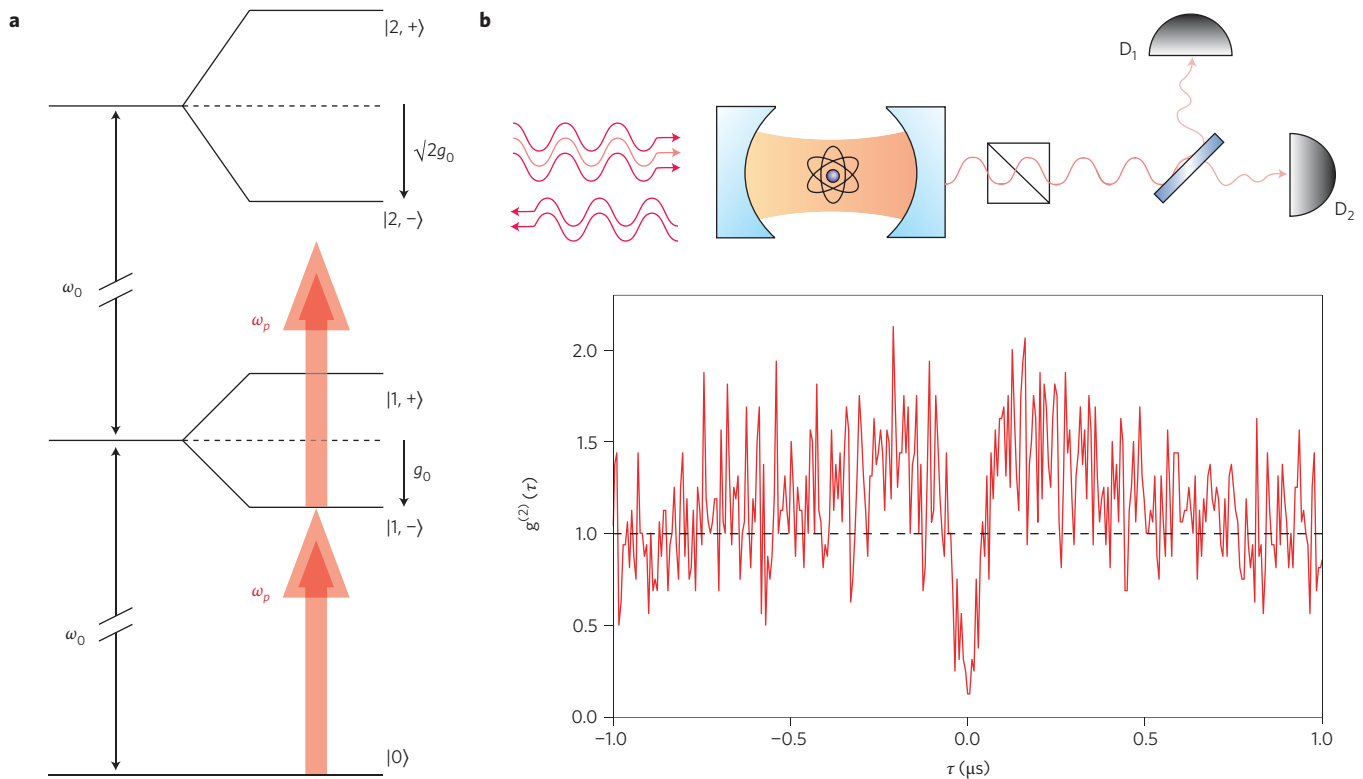 a
|2, +⟩
√2g₀
|2, −⟩
ω₀
ωₚ
|1, +⟩
g₀
|1, −⟩
ωₚ
ω₀
|0⟩
b
D₁
D₂
g⁽²⁾(τ)
2.0
1.5
1.0
0.5
0.0
−1.0
−0.5
0.0
0.5
1.0
τ (μs)